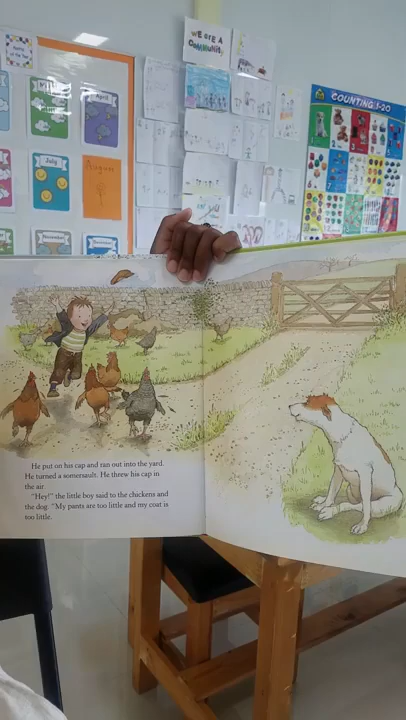 WE are a
Community
COUNTING 1-20
April
July
August
November
He put on his cap and ran out into the yard.
He turned a somersault. He threw his cap in
the air.
"Hey!" the little boy said to the chickens and
the dog. "My pants are too little and my coat is
too little.